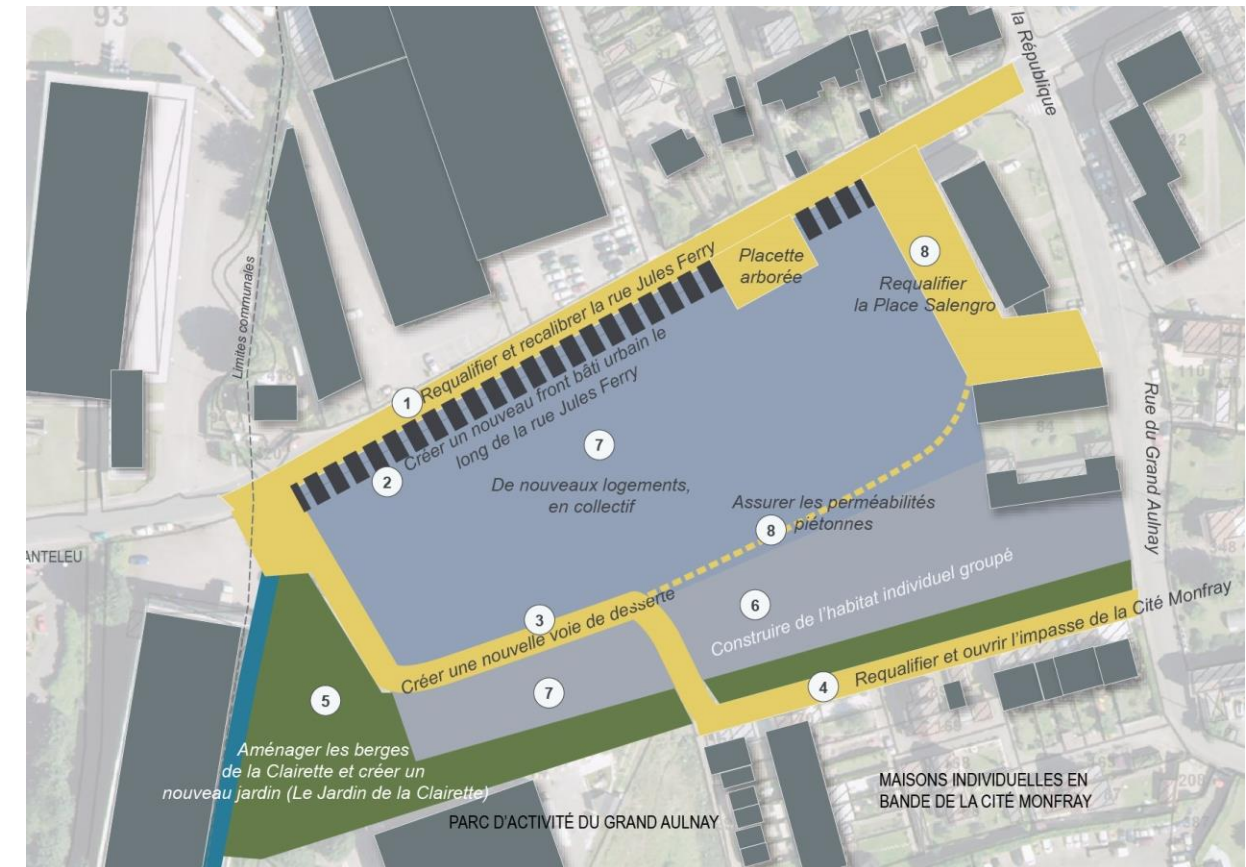 93
la République
Limites communales
Placette
arborée
8
Requalifier
la Place Salengro
1
Requalifier et recalibrer la rue Jules Ferry
2
Créer un nouveau front bâti urbain le
long de la rue Jules Ferry
7
De nouveaux logements,
en collectif
Rue du Grand Aulnay
84
Assurer les perméabilités
piétonnes
8
ANTELEU
6
Construire de l'habitat individuel groupé
3
Créer une nouvelle voie de desserte
4
Requalifier et ouvrir l'impasse de la Cité Monfray
7
5
Aménager les berges
de la Clairette et créer un
nouveau jardin (Le Jardin de la Clairette)
MAISONS INDIVIDUELLES EN
BANDE DE LA CITÉ MONFRAY
PARC D'ACTIVITÉ DU GRAND AULNAY